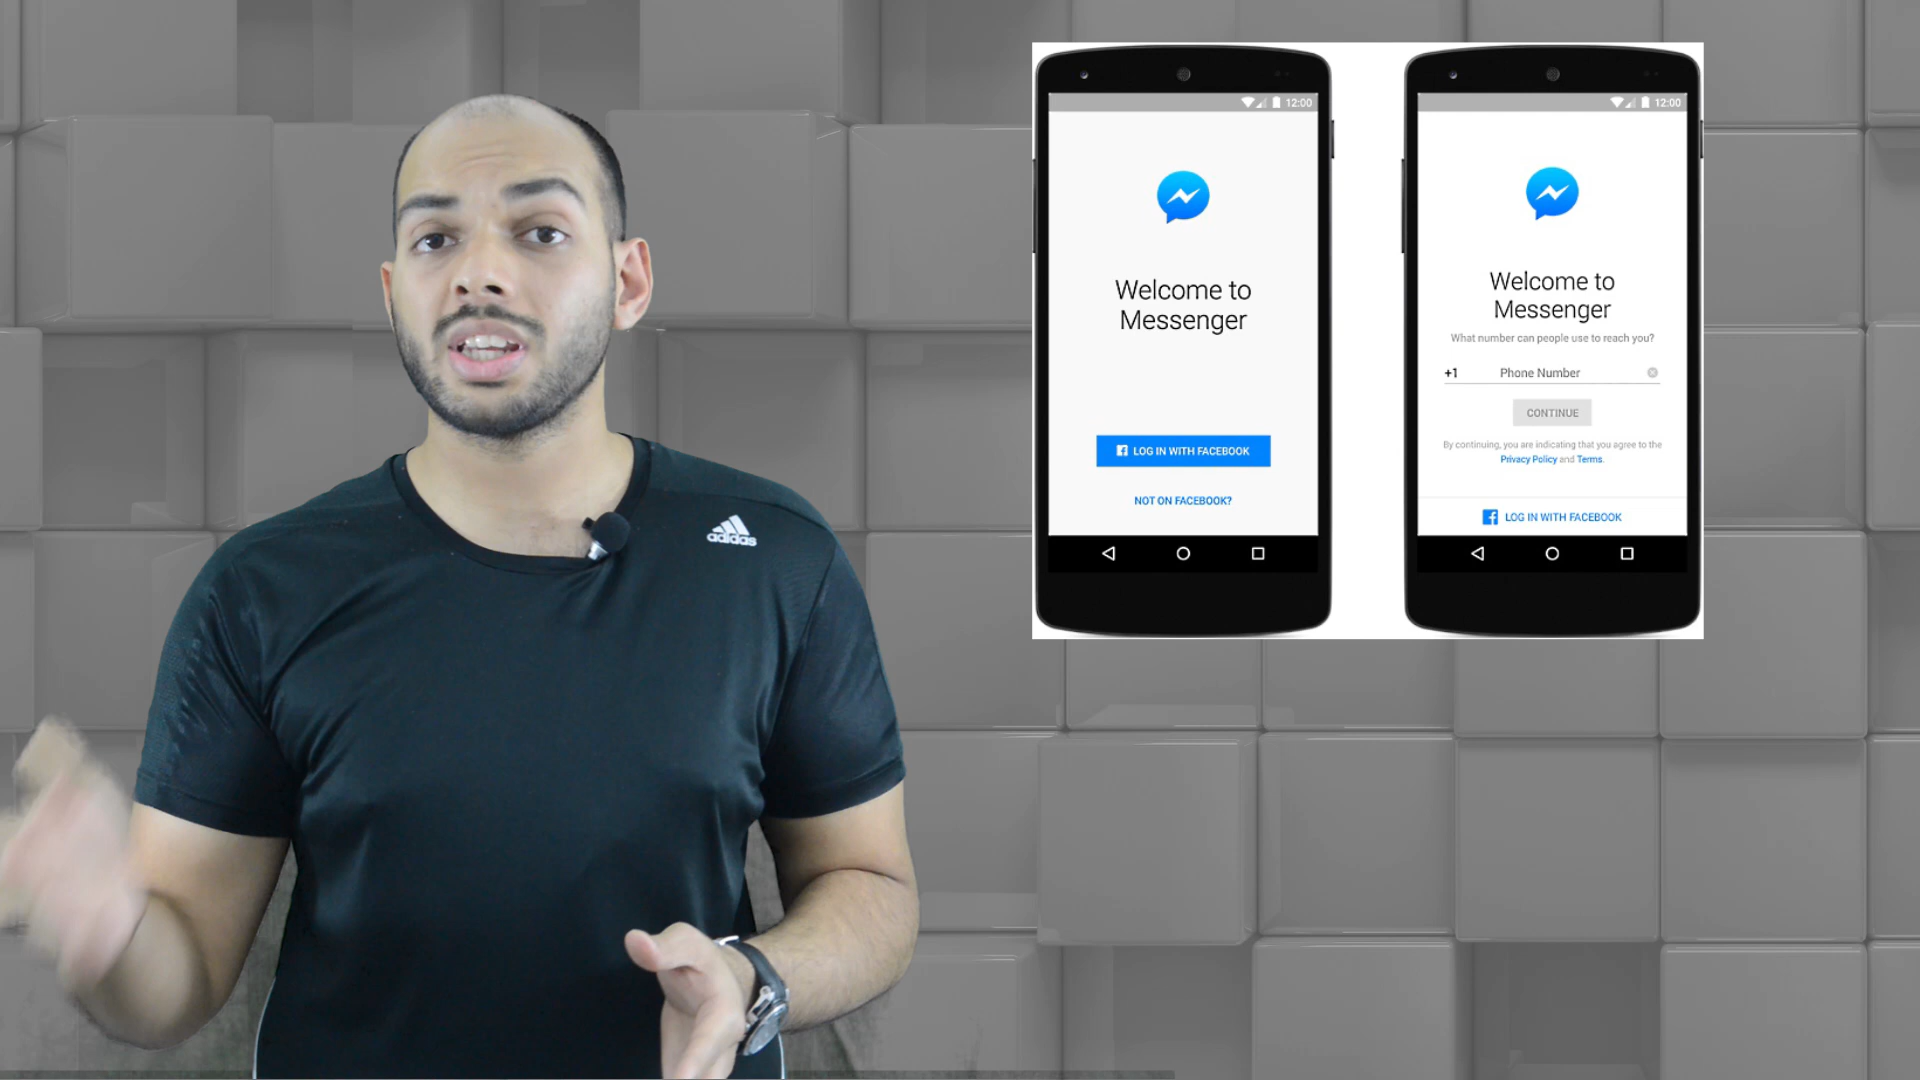 adidas
12:00
Welcome to
Messenger
LOG IN WITH FACEBOOK
NOT ON FACEBOOK?
12:00
Welcome to
Messenger
What number can people use to reach you?
+1 Phone Number
CONTINUE
By continuing, you are indicating that you agree to the
Privacy Policy and Terms.
LOG IN WITH FACEBOOK